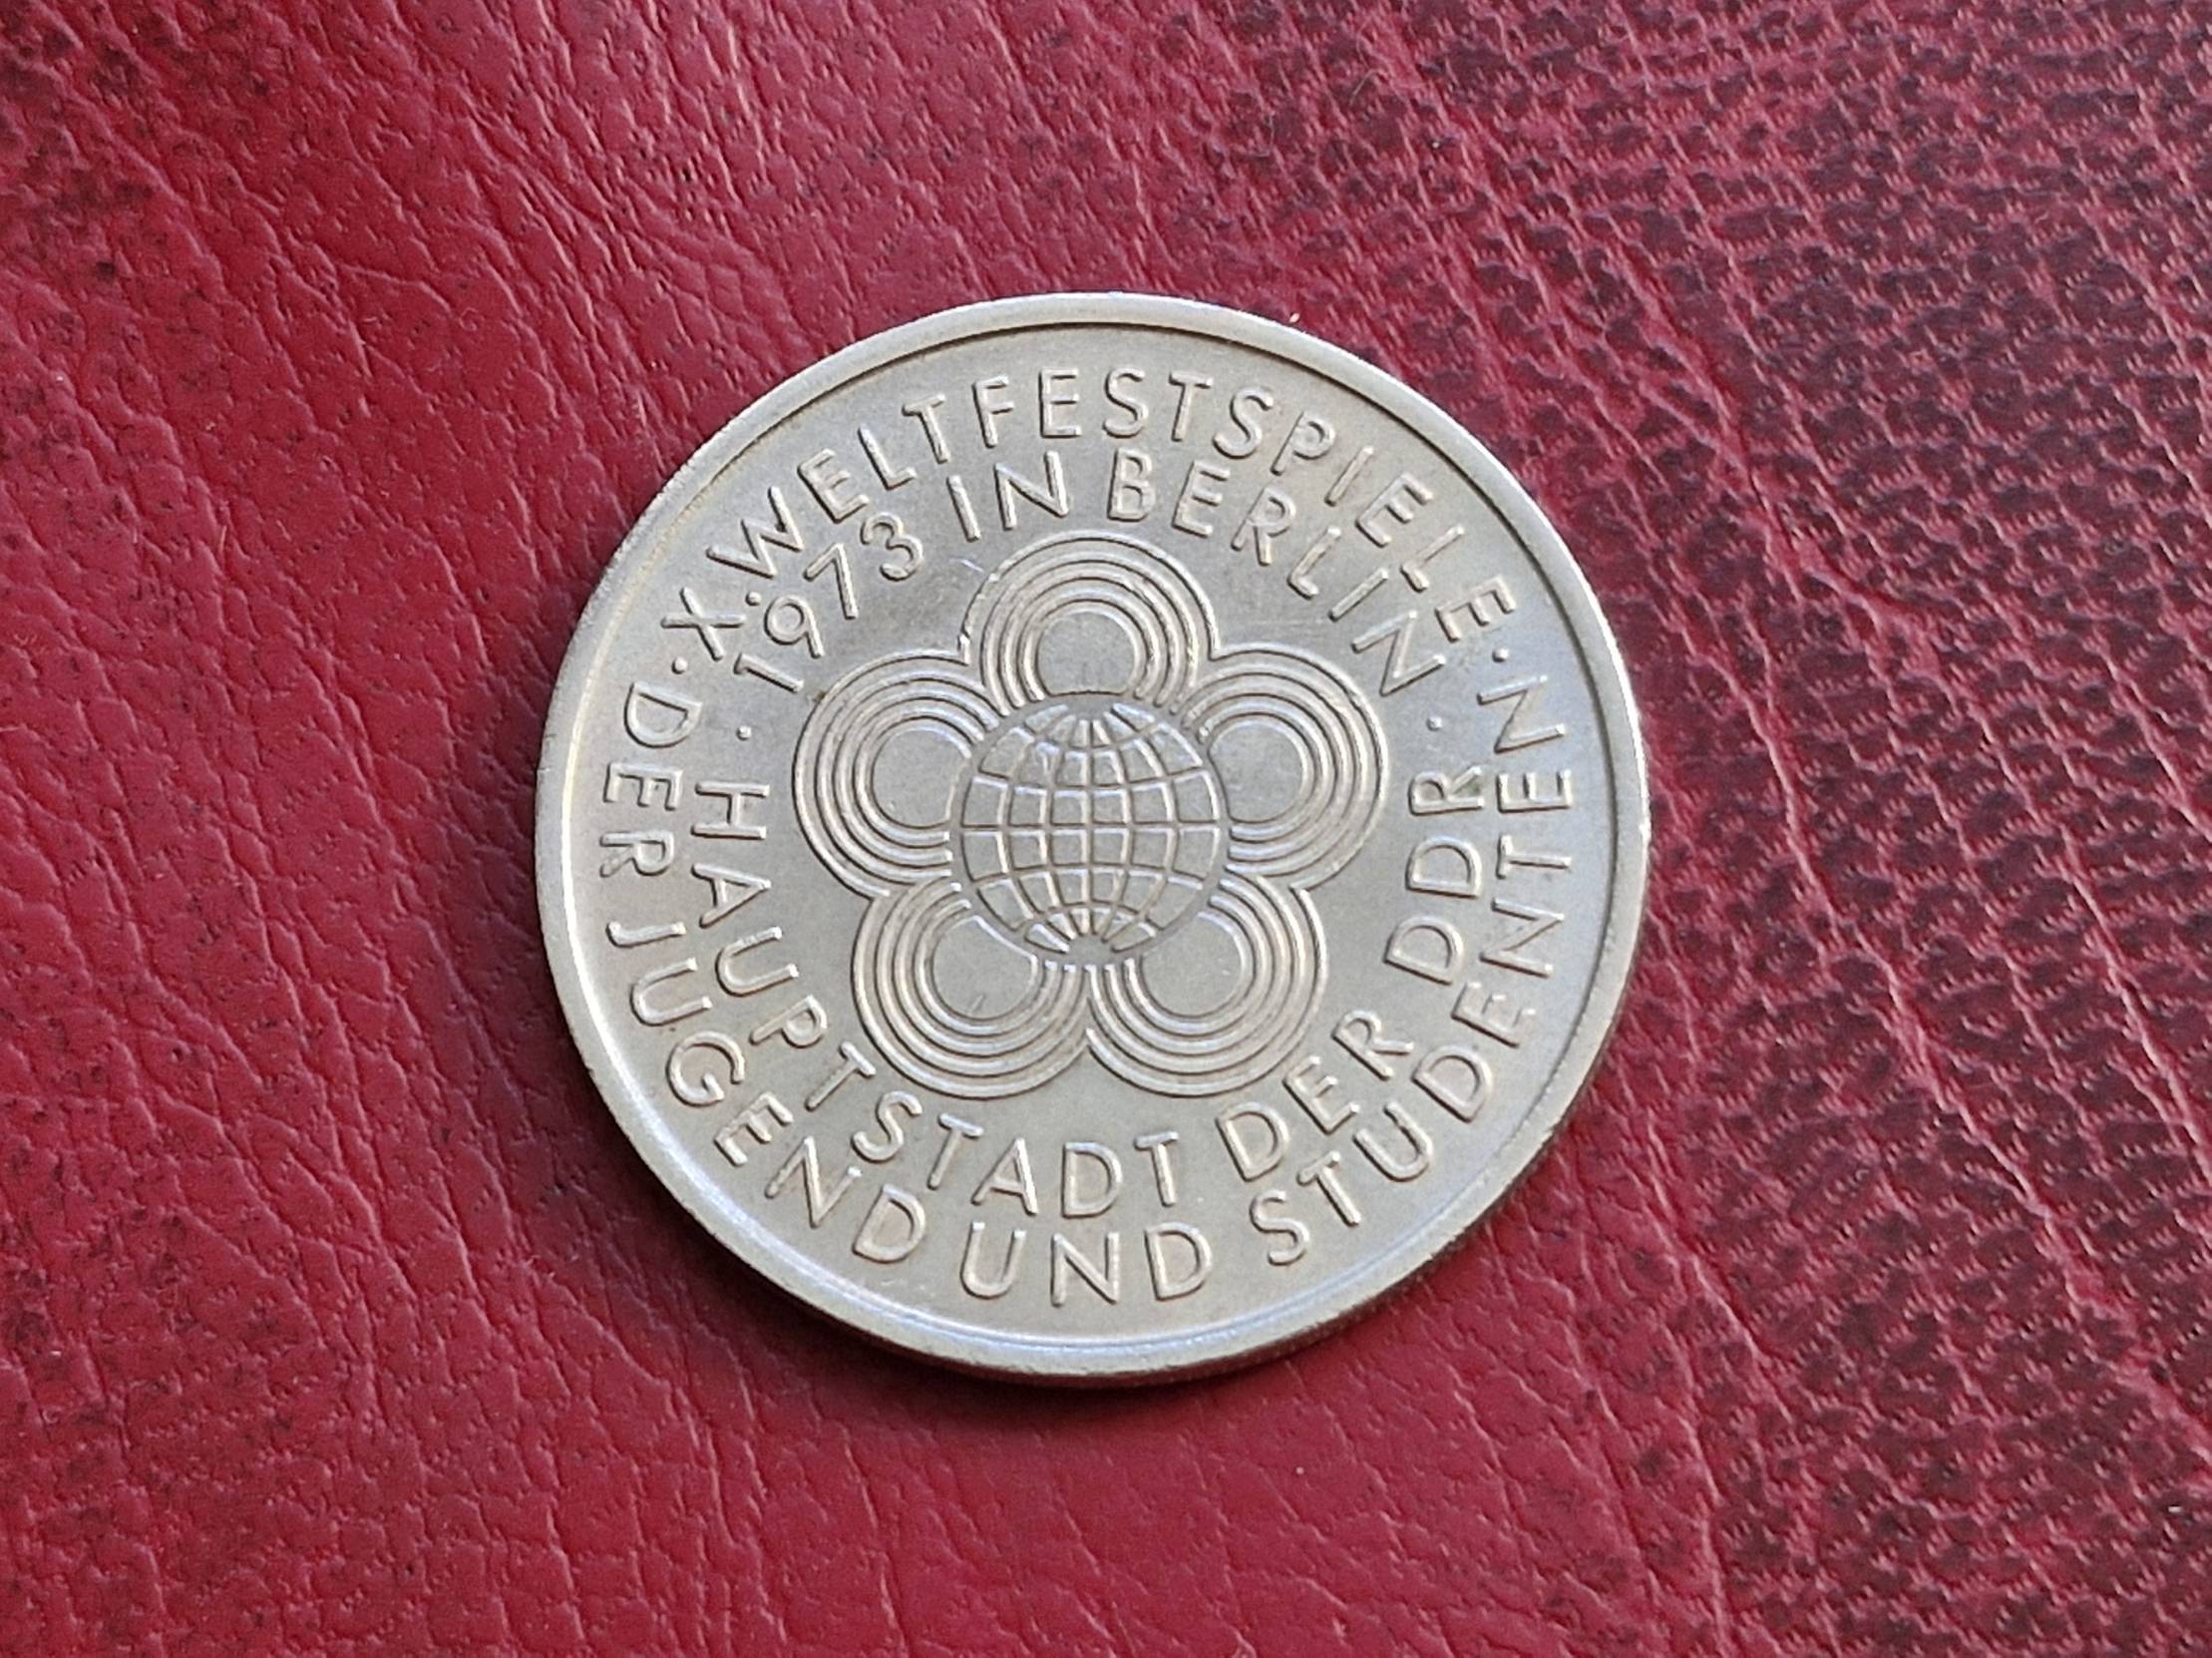 X. WELTFESTSPIELE · DER JUGEND UND STUDENTEN ·
1973 IN BERLIN · HAUPTSTADT DER DDR ·